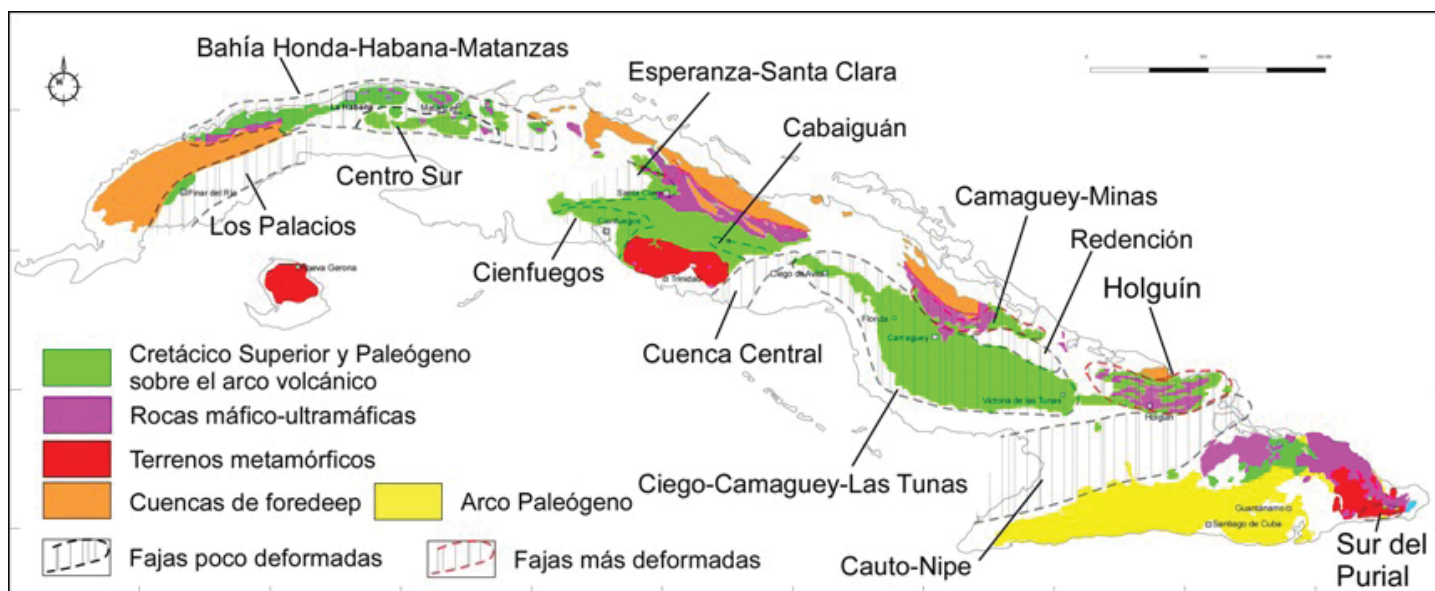 Bahía Honda-Habana-Matanzas
Esperanza-Santa Clara
Cabaiguán
Camaguey-Minas
Redención
Holguín
Centro Sur
Los Palacios
Cienfuegos
Cuenca Central
Ciego-Camaguey-Las Tunas
Cauto-Nipe
Sur del
Purial
La Habana
Pinar del Río
Nueva Gerona
Santa Clara
Cienfuegos
Trinidad
Ciego de Avila
Florida
Camaguey
Victoria de las Tunas
Holguín
Guantánamo
Santiago de Cuba
Cretácico Superior y Paleógeno
sobre el arco volcánico
Rocas máfico-ultramáficas
Terrenos metamórficos
Cuencas de foredeep
Arco Paleógeno
Fajas poco deformadas
Fajas más deformadas